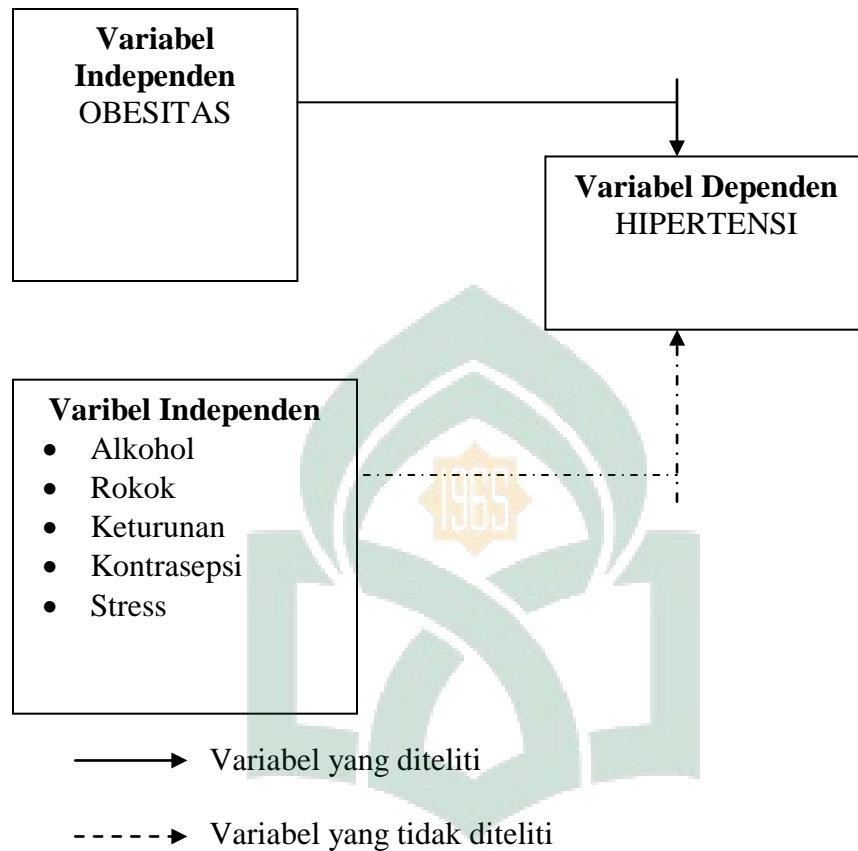 Variabel
Independen
OBESITAS
Variabel Dependen
HIPERTENSI
Varibel Independen
• Alkohol
• Rokok
• Keturunan
• Kontrasepsi
• Stress
1965
Variabel yang diteliti
Variabel yang tidak diteliti